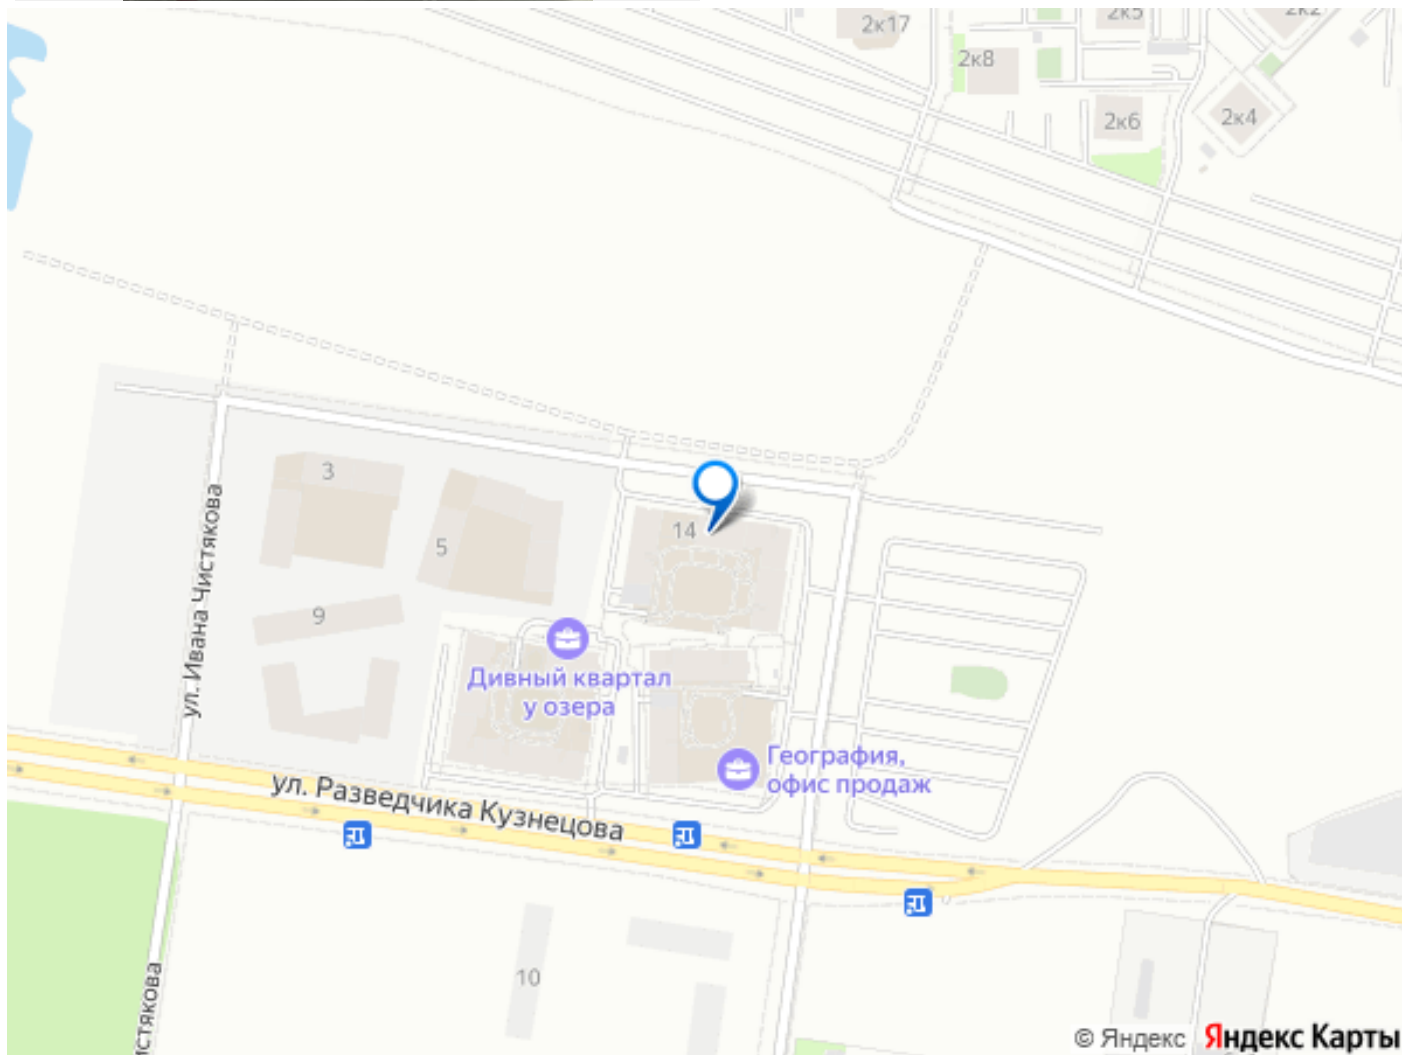 2к17
2к5
2к2
2к8
2к6
2к4
3
14
5
9
ул. Ивана Чистякова
Дивный квартал
у озера
География,
офис продаж
ул. Разведчика Кузнецова
10
истякова
© Яндекс Яндекс Карты